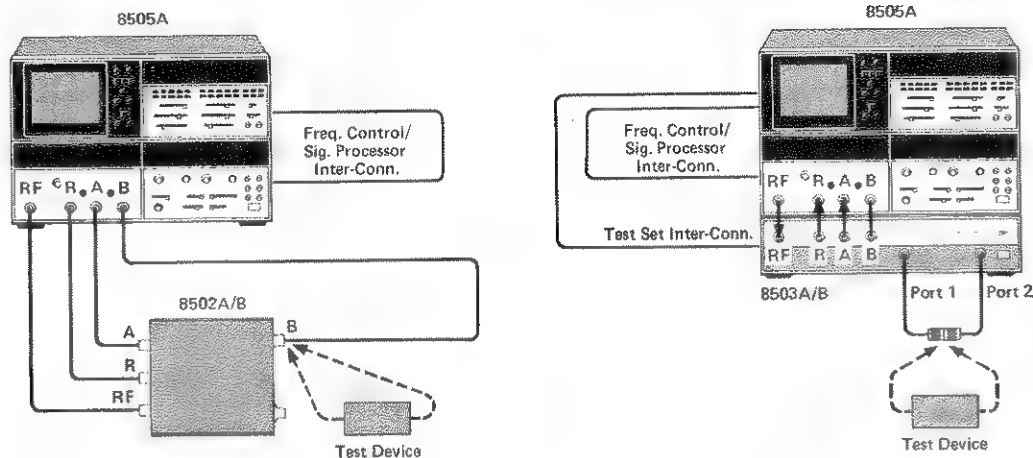 8505A
Freq. Control/
Sig. Processor
Inter-Conn.
RF R A B
8502A/B
A
B
R
RF
Test Device
8505A
Freq. Control/
Sig. Processor
Inter-Conn.
RF R A B
Test Set Inter-Conn.
RF R A B
8503A/B
Port 1
Port 2
Test Device